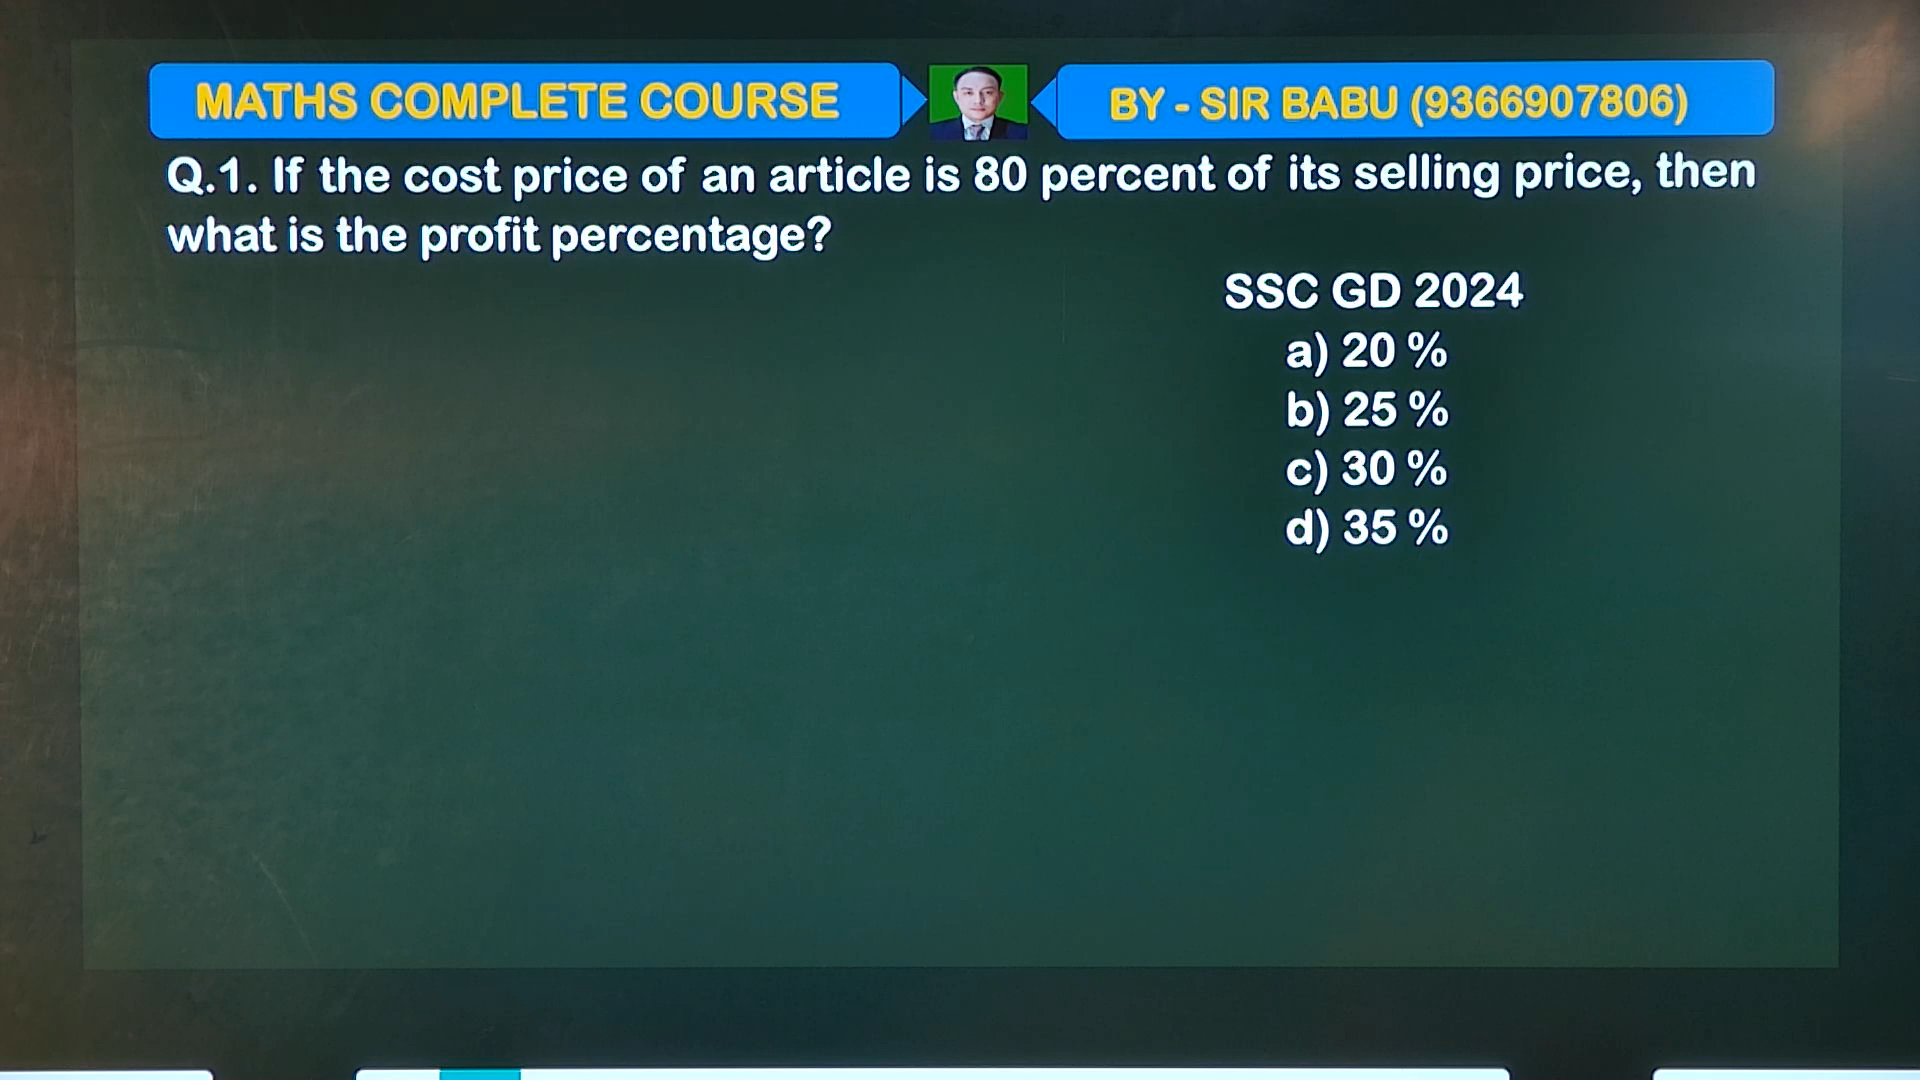 MATHS COMPLETE COURSE
BY - SIR BABU (9366907806)
Q.1. If the cost price of an article is 80 percent of its selling price, then
what is the profit percentage?
SSC GD 2024
a) 20 %
b) 25 %
c) 30 %
d) 35 %